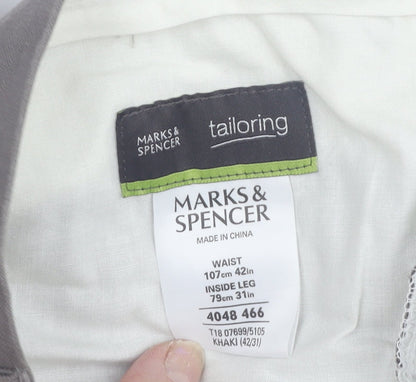 MARKS &
SPENCER
tailoring
MARKS &
SPENCER
MADE IN CHINA
WAIST
107cm 42in
INSIDE LEG
79cm 31in
4048 466
T18 07699/5105
KHAKI (42/31)